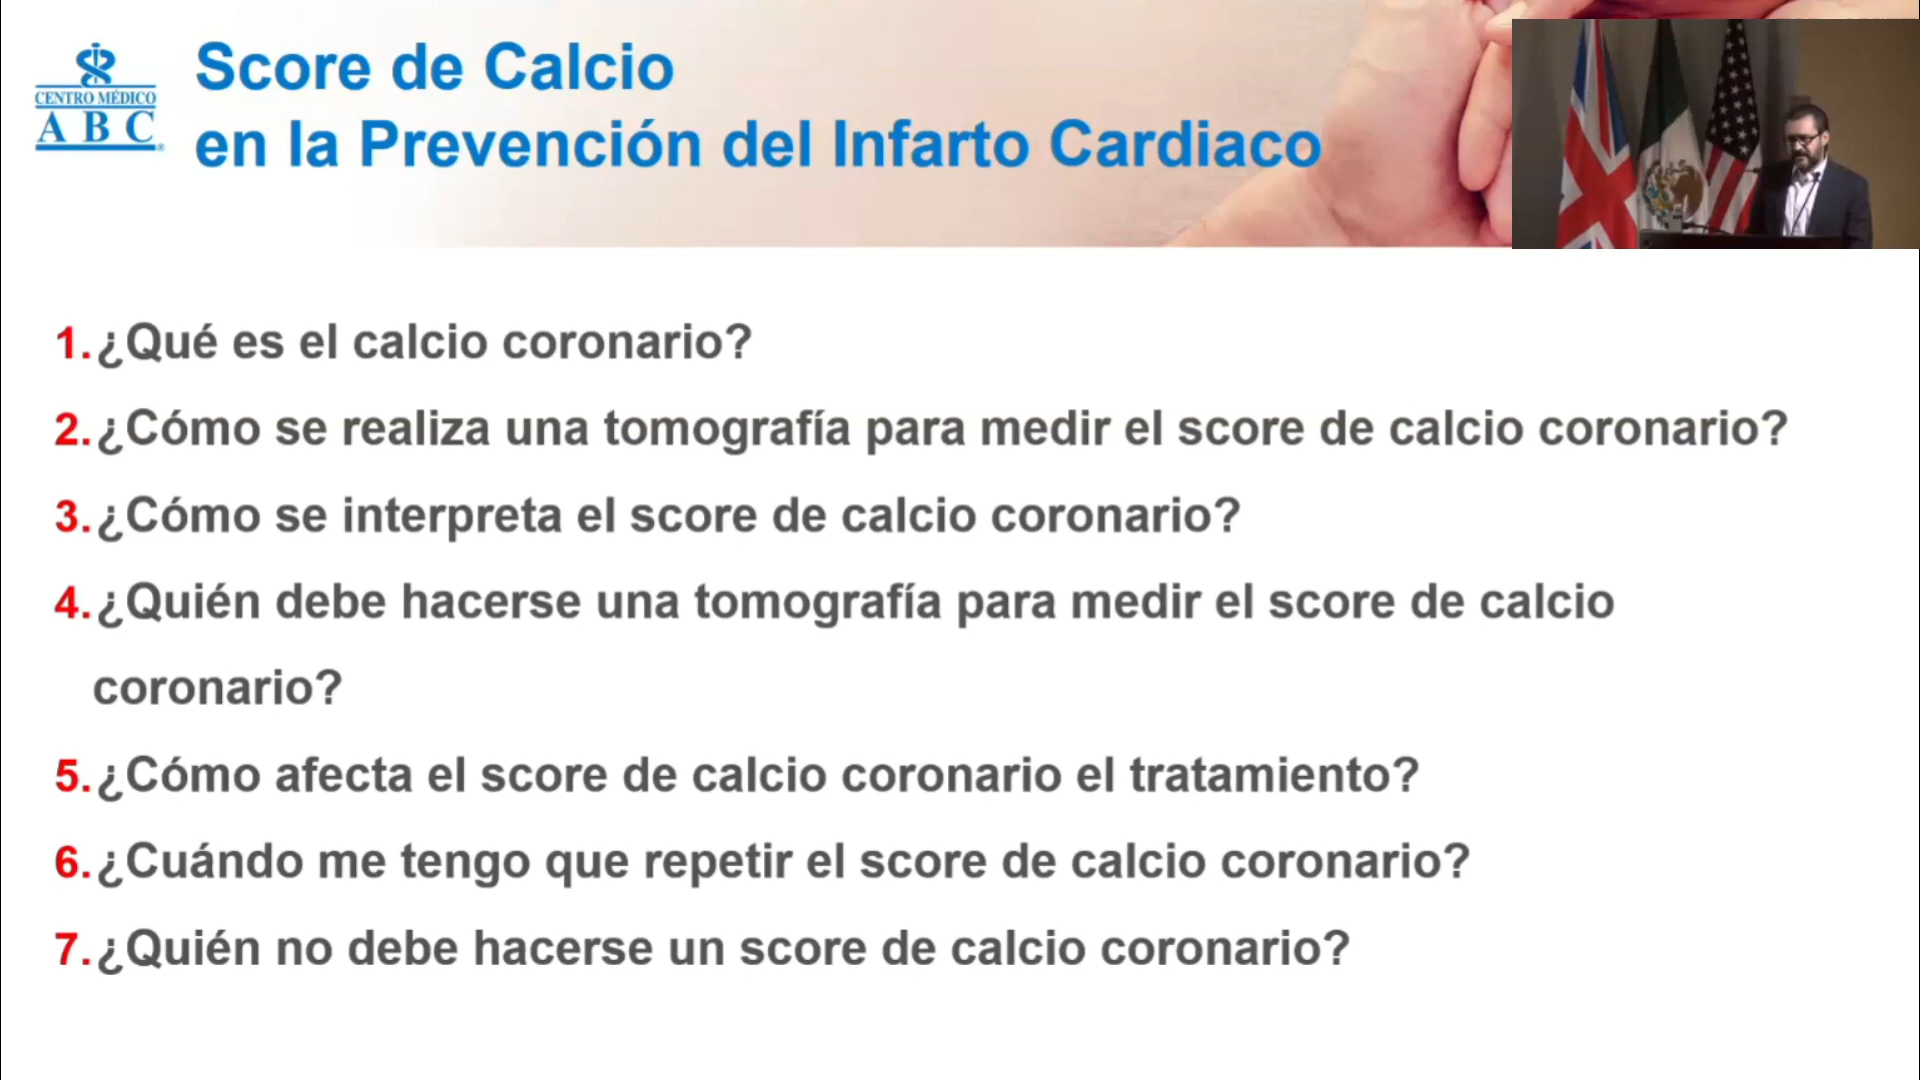 CENTRO MÉDICO
A B C
Score de Calcio
en la Prevención del Infarto Cardiaco
1. ¿Qué es el calcio coronario?
2. ¿Cómo se realiza una tomografía para medir el score de calcio coronario?
3. ¿Cómo se interpreta el score de calcio coronario?
4. ¿Quién debe hacerse una tomografía para medir el score de calcio
coronario?
5. ¿Cómo afecta el score de calcio coronario el tratamiento?
6. ¿Cuándo me tengo que repetir el score de calcio coronario?
7. ¿Quién no debe hacerse un score de calcio coronario?